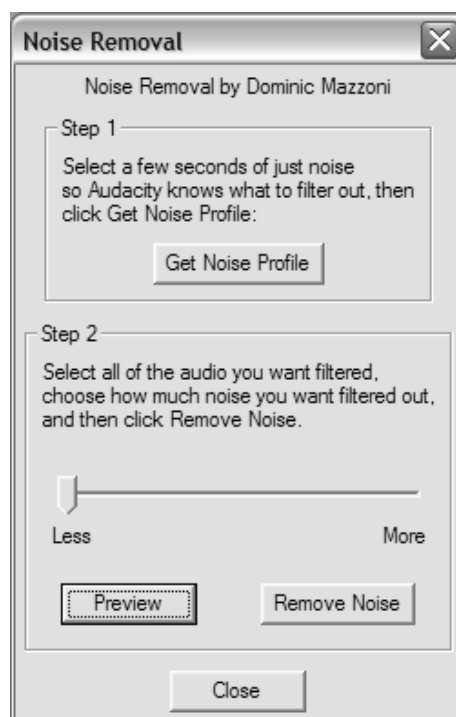 Noise Removal
Noise Removal by Dominic Mazzoni
Step 1
Select a few seconds of just noise
so Audacity knows what to filter out, then
click Get Noise Profile:
Get Noise Profile
Step 2
Select all of the audio you want filtered,
choose how much noise you want filtered out,
and then click Remove Noise.
Less More
Preview Remove Noise
Close